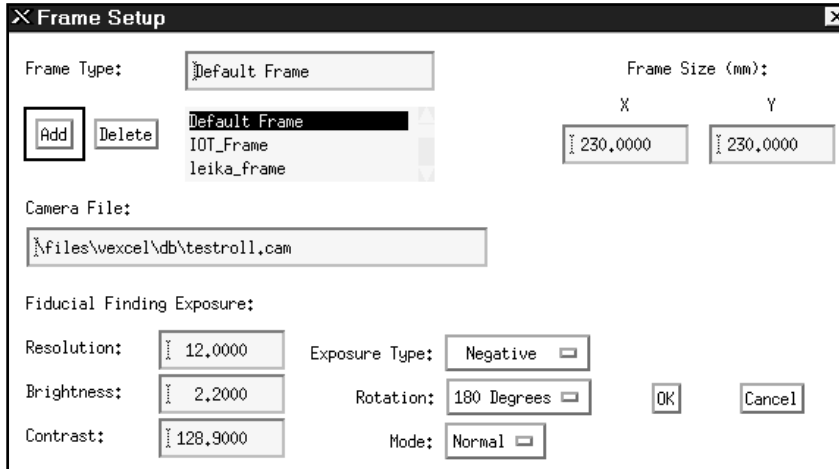 Frame Setup
Frame Type: Default Frame Frame Size (mm):
X Y
Add Delete Default Frame 230.0000 230.0000
IOT_Frame
leika_frame
Camera File:
\files\vexcel\db\testroll.cam
Fiducial Finding Exposure:
Resolution: 12.0000 Exposure Type: Negative
Brightness: 2.2000 Rotation: 180 Degrees OK Cancel
Contrast: 128.9000 Mode: Normal